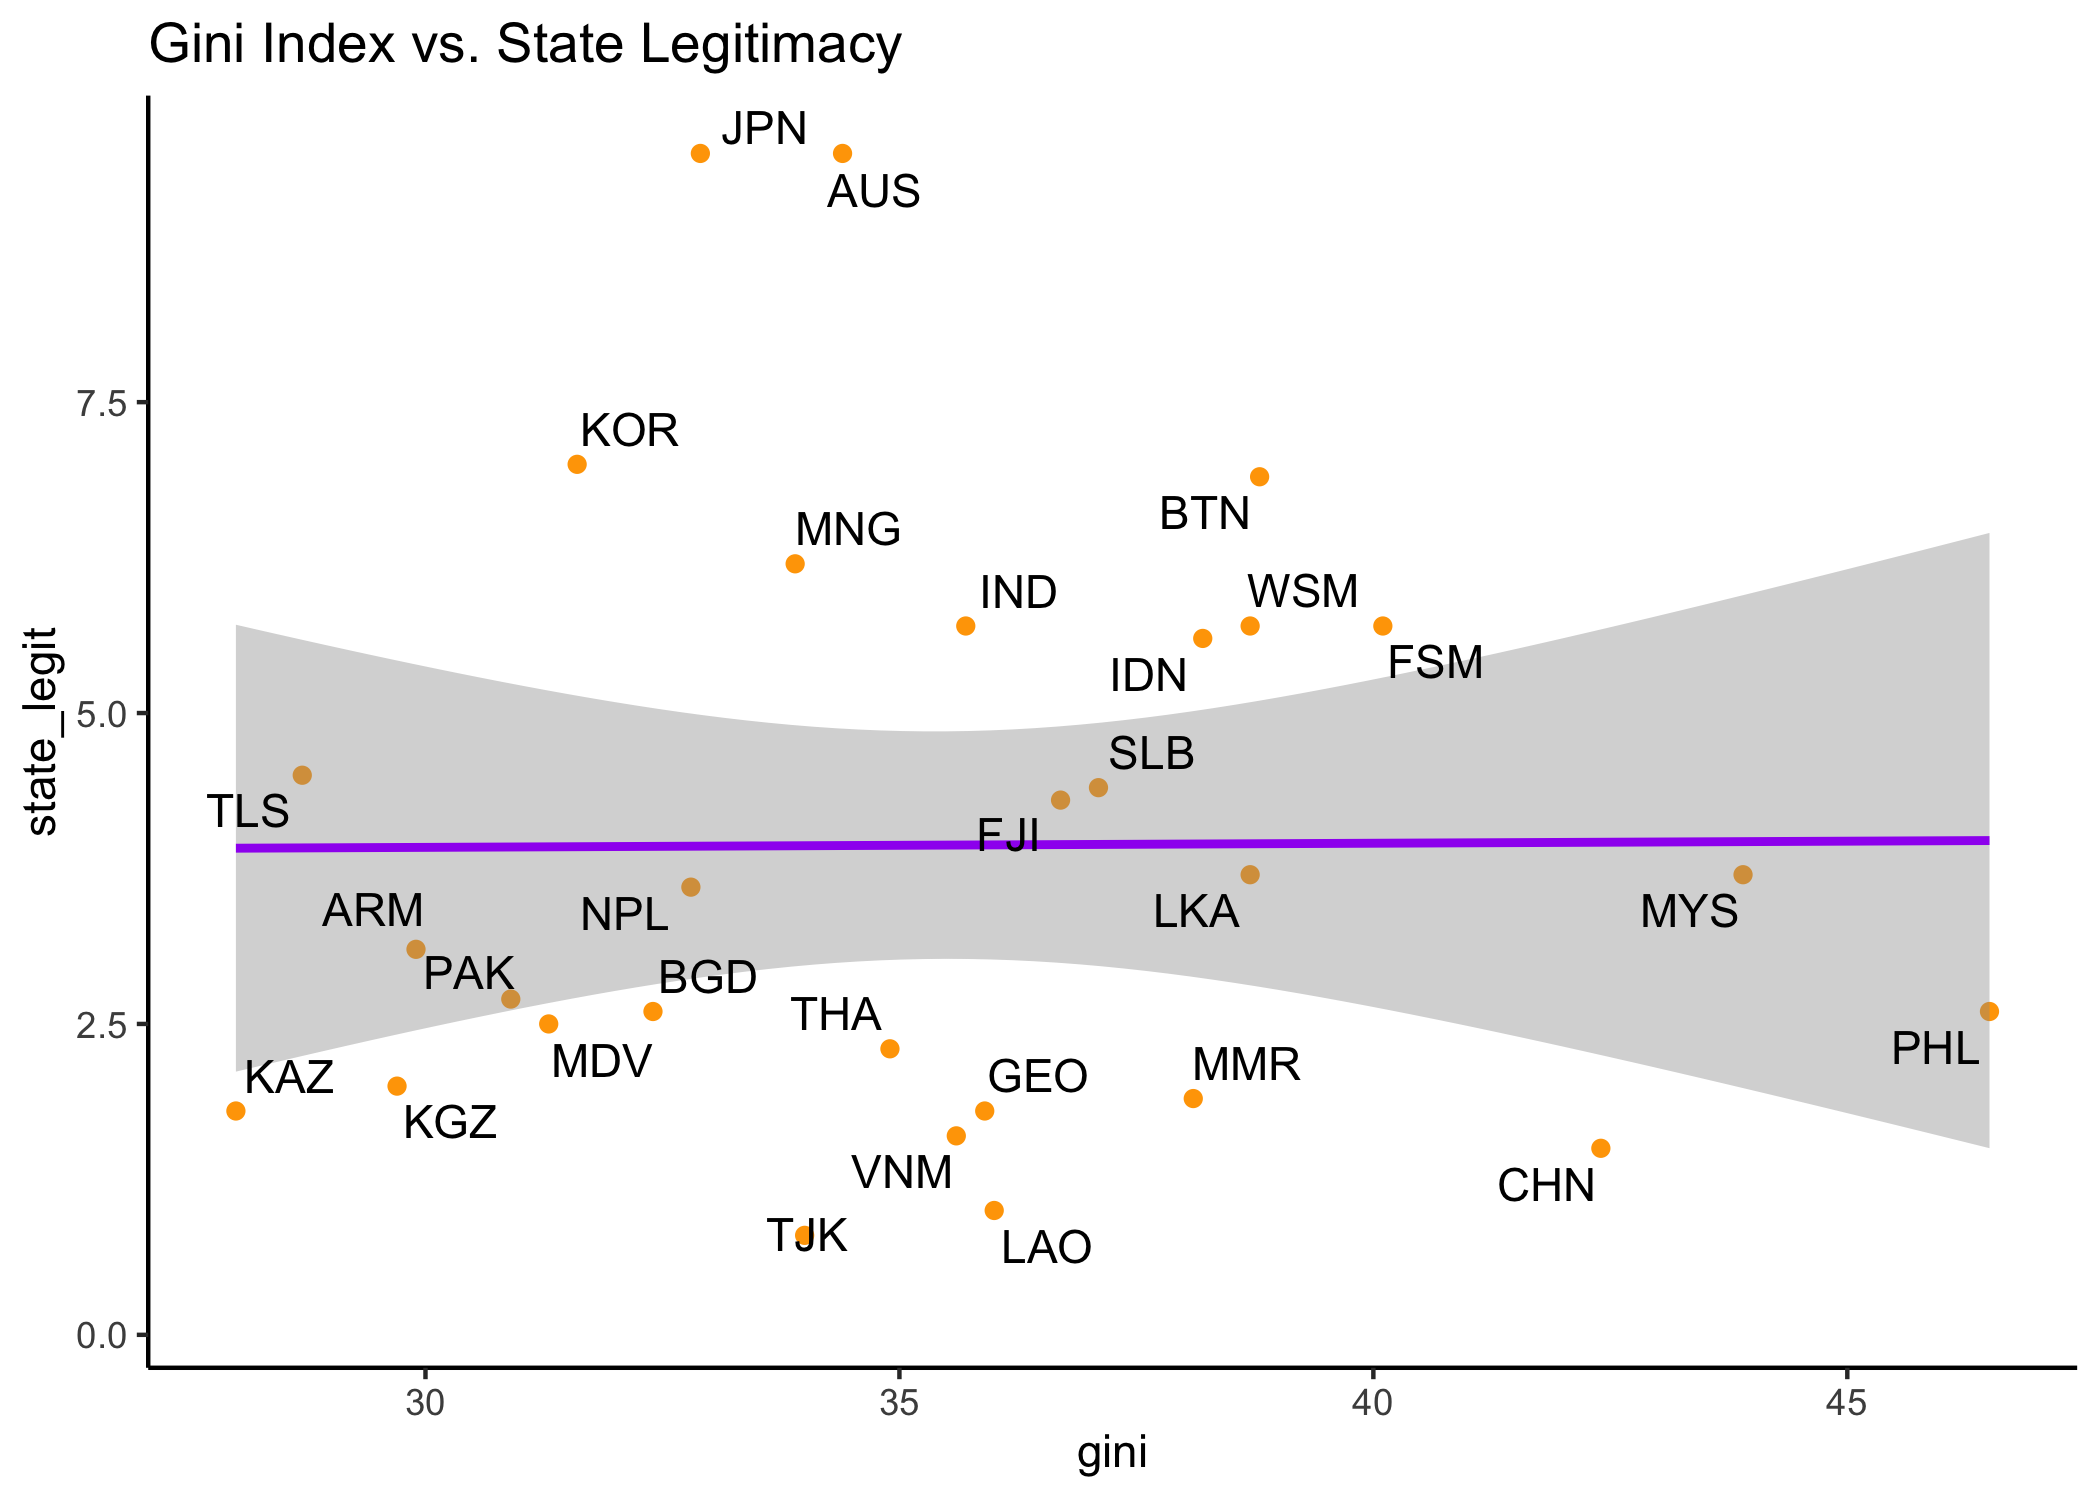 Gini Index vs. State Legitimacy
JPN
AUS
7.5
KOR
BTN
MNG
IND
WSM
IDN
FSM
state_legit
5.0
SLB
TLS
FJI
ARM
NPL
LKA
MYS
PAK
BGD
THA
2.5
MDV
PHL
KAZ
GEO
MMR
KGZ
VNM
CHN
TJK
LAO
0.0
30
35
40
45
gini